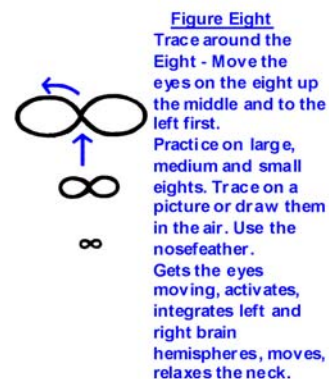 Figure Eight
Trace around the
Eight - Move the
eyes on the eight up
the middle and to the
left first.
Practice on large,
medium and small
eights. Trace on a
picture or draw them
in the air. Use the
nosefeather.
Gets the eyes
moving, activates,
integrates left and
right brain
hemispheres, moves,
relaxes the neck.